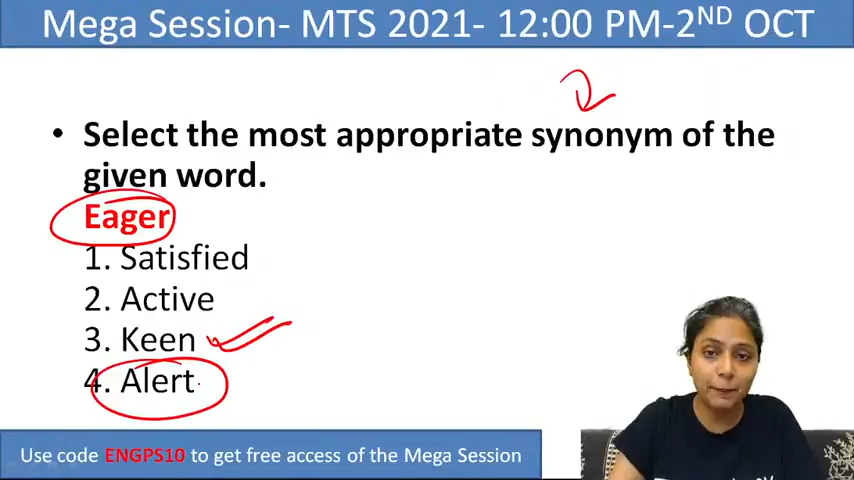 Mega Session- MTS 2021- 12:00 PM-2ND OCT
• Select the most appropriate synonym of the
given word.
Eager
1. Satisfied
2. Active
3. Keen
4. Alert
Use code ENGPS10 to get free access of the Mega Session